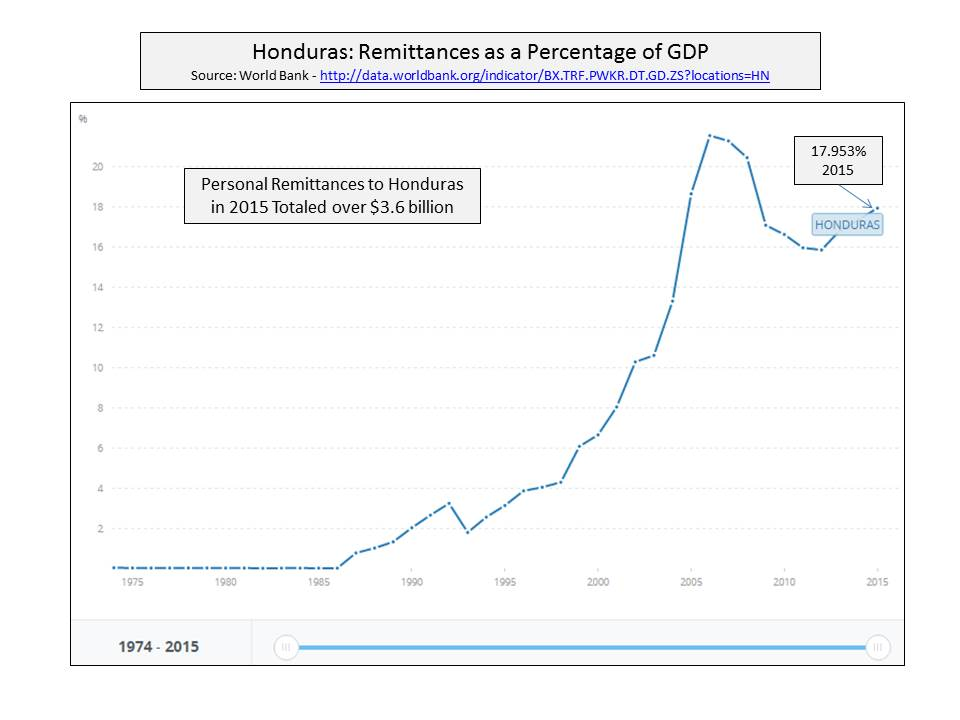 Honduras: Remittances as a Percentage of GDP
Source: World Bank - http://data.worldbank.org/indicator/BX.TRF.PWKR.DT.GD.ZS?locations=HN
%
Personal Remittances to Honduras
in 2015 Totaled over $3.6 billion
17.953%
2015
HONDURAS
20
18
16
14
12
10
8
6
4
2
1975 1980 1985 1990 1995 2000 2005 2010 2015
1974 - 2015